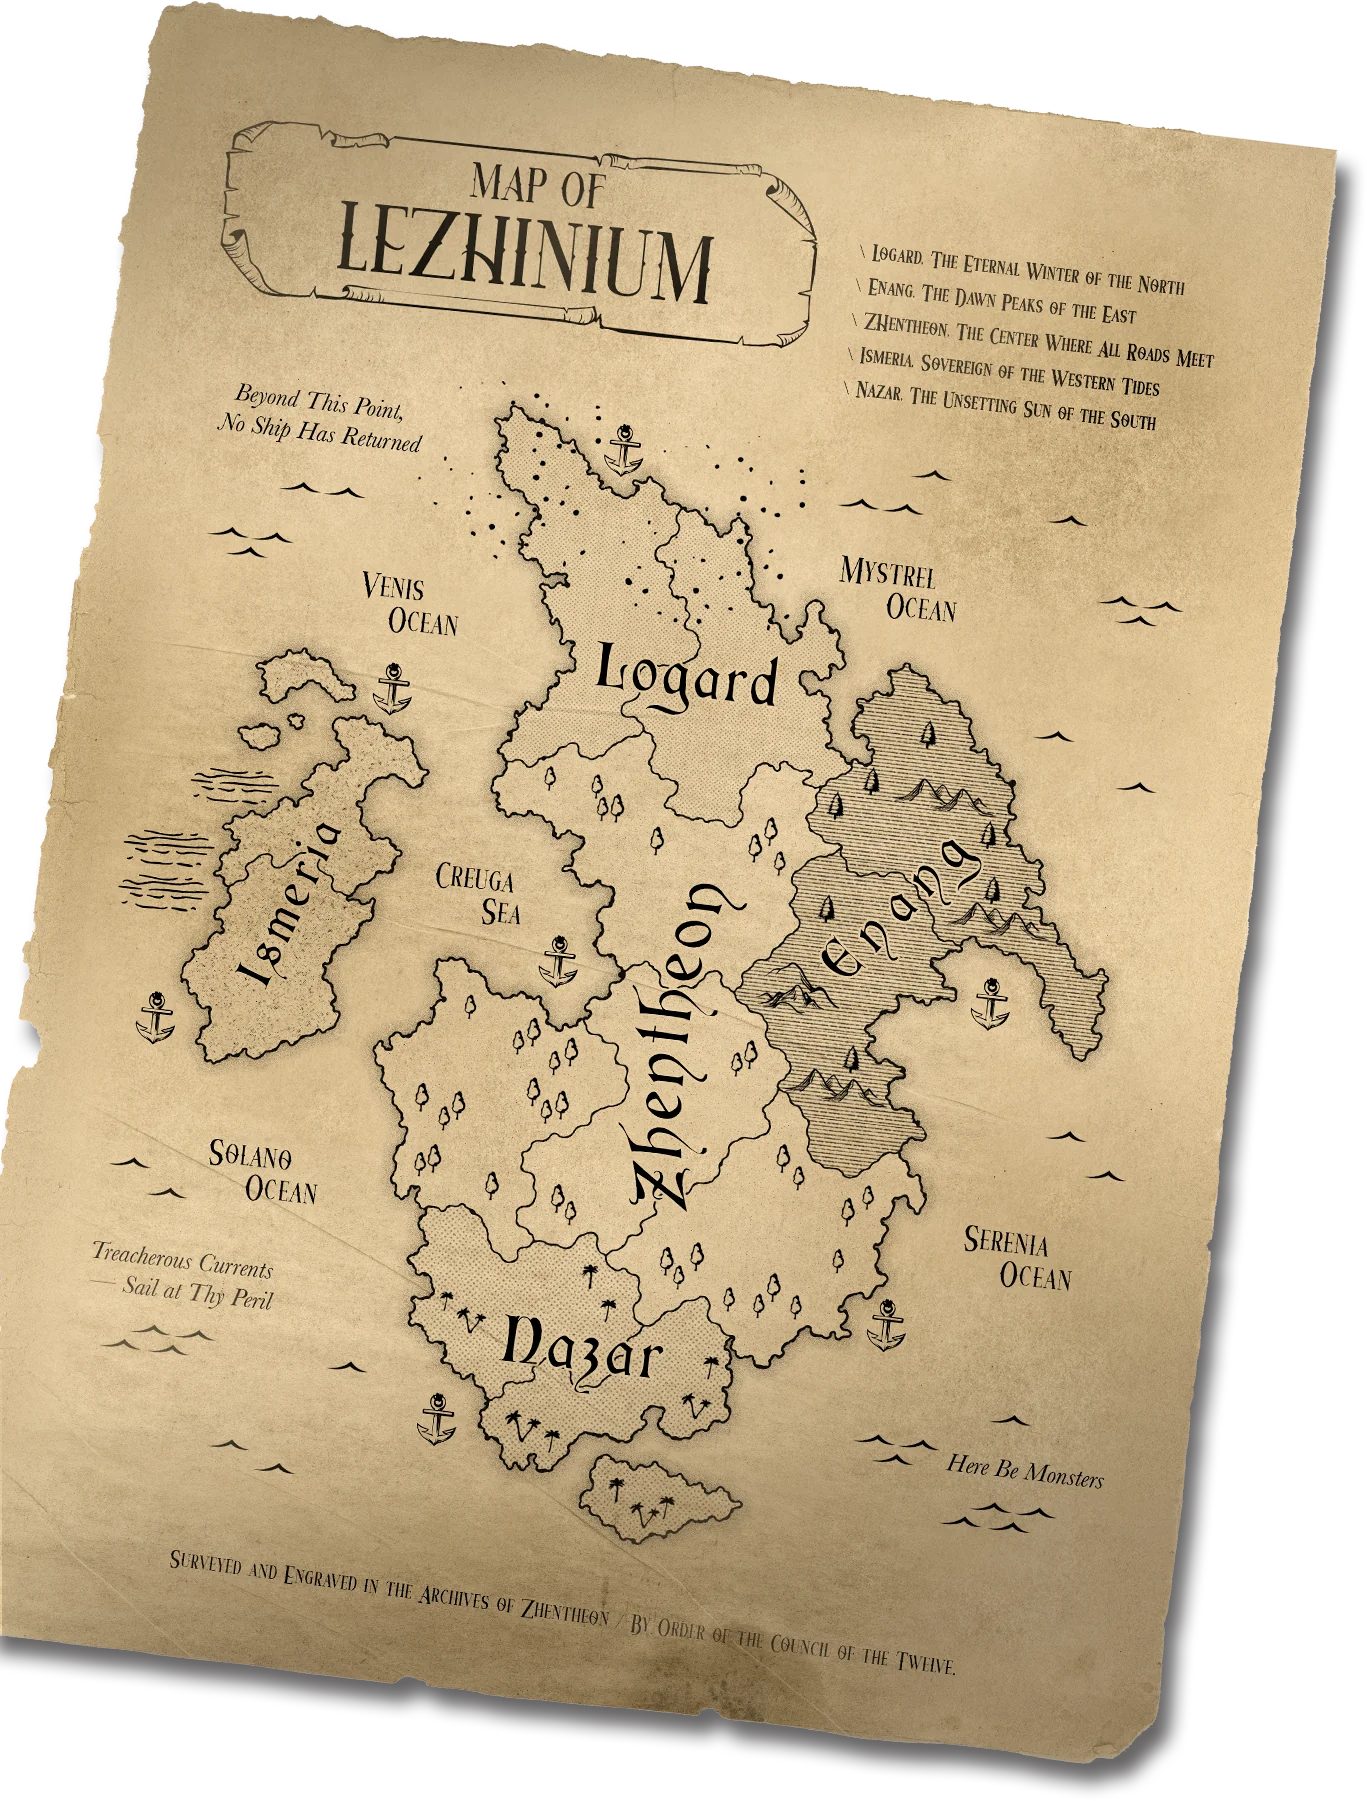 MAP OF
LEZHINIUM
\ LOGARD. THE ETERNAL WINTER OF THE NORTH
\ ENANG. THE DAWN PEAKS OF THE EAST
\ ZHENTHEON. THE CENTER WHERE ALL ROADS MEET
\ ISMERIA. SOVEREIGN OF THE WESTERN TIDES
\ NAZAR. THE UNSETTING SUN OF THE SOUTH
Beyond This Point,
No Ship Has Returned
VENIS
OCEAN
MYSTREL
OCEAN
Logard
Ismeria
CREUGA
SEA
Enang
Zhentheon
SOLANO
OCEAN
SERENIA
OCEAN
Treacherous Currents
— Sail at Thy Peril
Nazar
Here Be Monsters
SURVEYED AND ENGRAVED IN THE ARCHIVES OF ZHENTHEON / BY ORDER OF THE COUNCIL OF THE TWELVE.